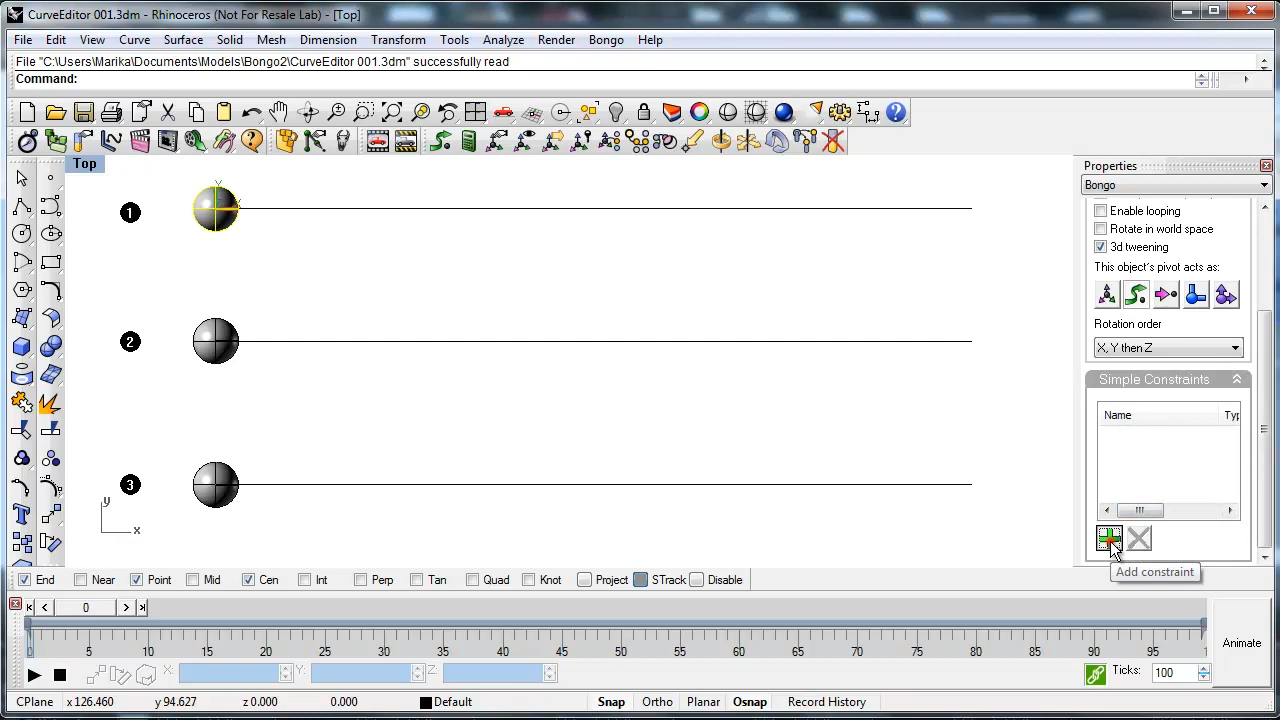 CurveEditor 001.3dm - Rhinoceros (Not For Resale Lab) - [Top]
File Edit View Curve Surface Solid Mesh Dimension Transform Tools Analyze Render Bongo Help
File "C:\Users\Marika\Documents\Models\Bongo2\CurveEditor 001.3dm" successfully read
Command:
Top
Properties
Bongo
Enable looping
Rotate in world space
3d tweening
This object's pivot acts as:
Rotation order
X, Y then Z
Simple Constraints
Name Typ
Add constraint
Y
1
2
3
y
x
End Near Point Mid Cen Int Perp Tan Quad Knot Project STrack Disable
0
0 5 10 15 20 25 30 35 40 45 50 55 60 65 70 75 80 85 90 95 1
Animate
X: Y: Z: Ticks: 100
CPlane x 126.460 y 94.627 z 0.000 0.000 Default Snap Ortho Planar Osnap Record History